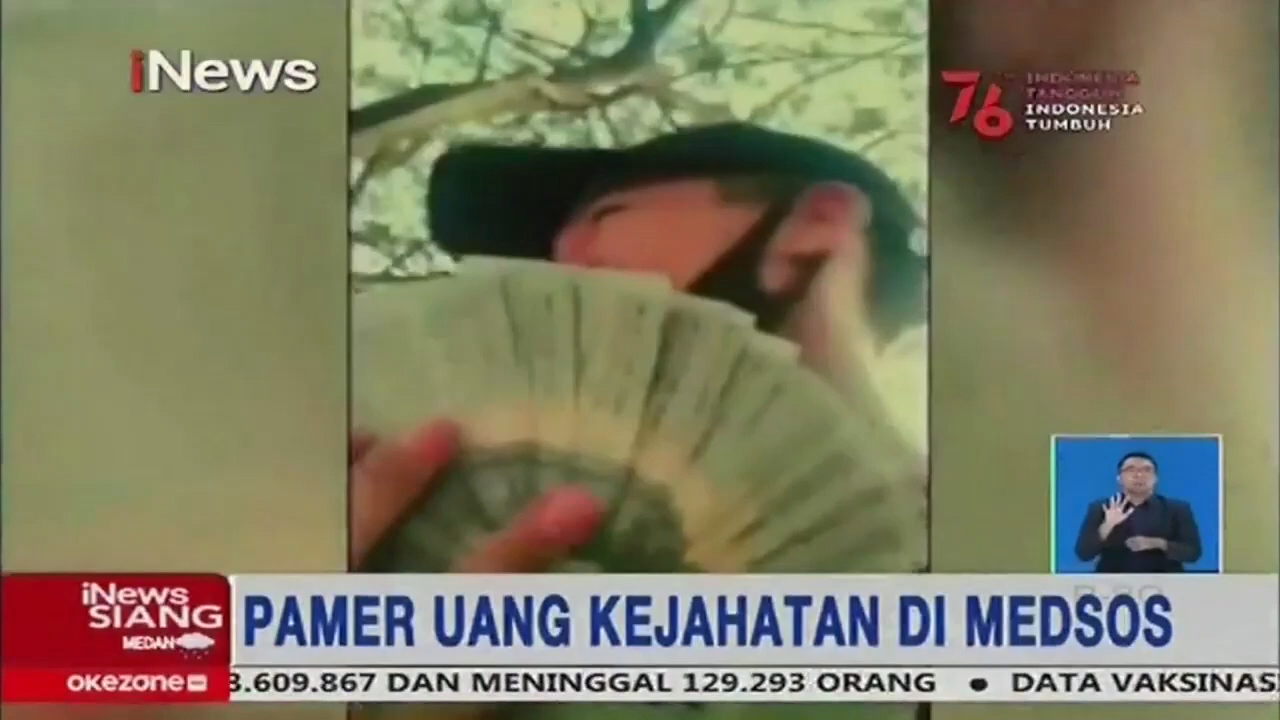 iNews
76
INDONESIA
TANGGUH
INDONESIA
TUMBUH
iNews
SIANG
MEDAN
PAMER UANG KEJAHATAN DI MEDSOS
okezone
3.609.867 DAN MENINGGAL 129.293 ORANG • DATA VAKSINASI